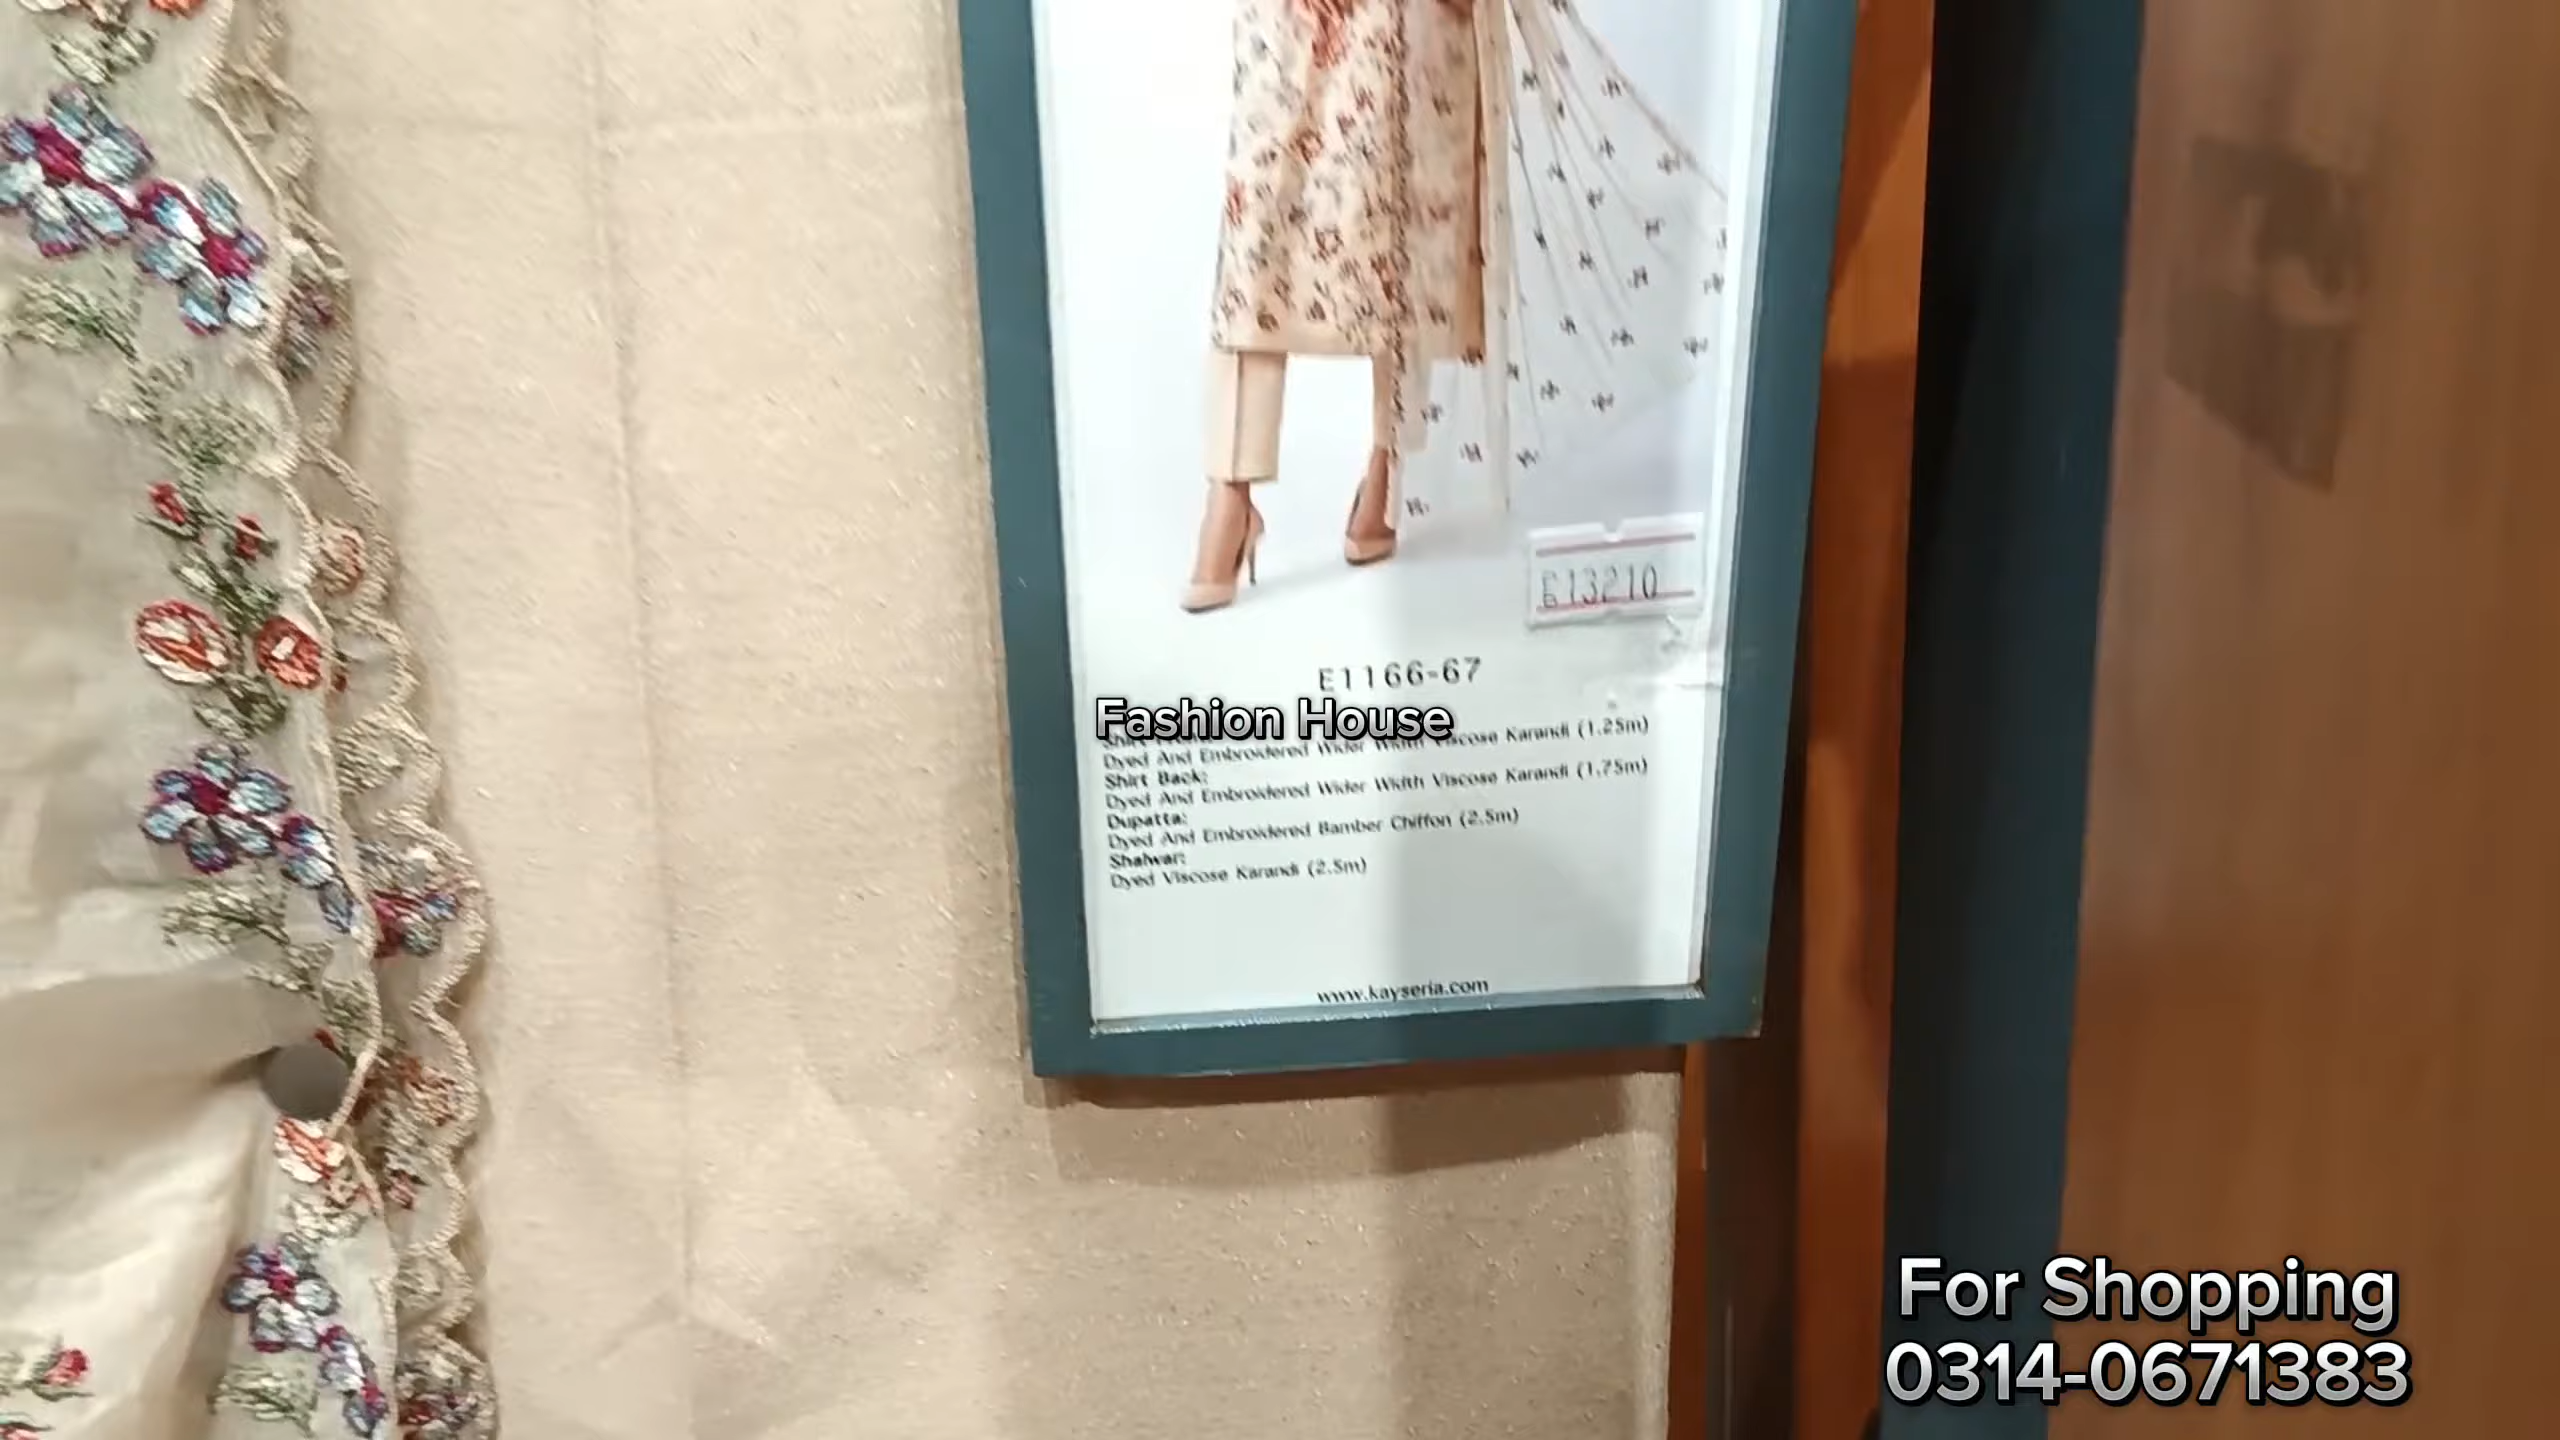 13210
E1166-67
Fashion House
Dyed And Embroidered Wider Width Viscose Karandi (1.25m)
Shirt Back:
Dyed And Embroidered Wider Width Viscose Karandi (1.75m)
Dupatta:
Dyed And Embroidered Bamber Chiffon (2.5m)
Shalwar:
Dyed Viscose Karandi (2.5m)
www.kayseria.com
For Shopping
0314-0671383